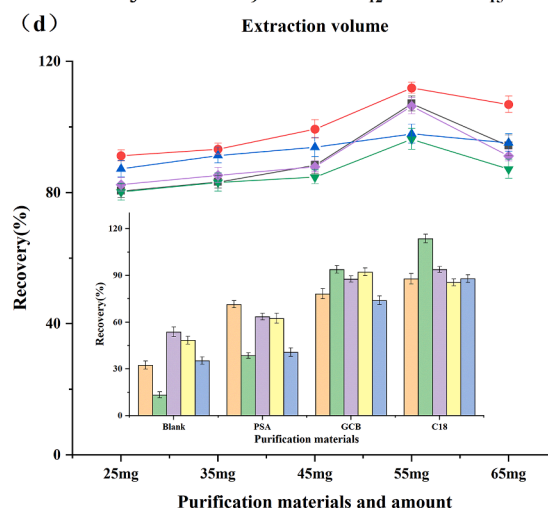 (d)
Extraction volume
120
80
40
0
Recovery(%)
25mg 35mg 45mg 55mg 65mg
Purification materials and amount
120
90
60
30
0
Recovery(%)
Blank PSA GCB C18
Purification materials